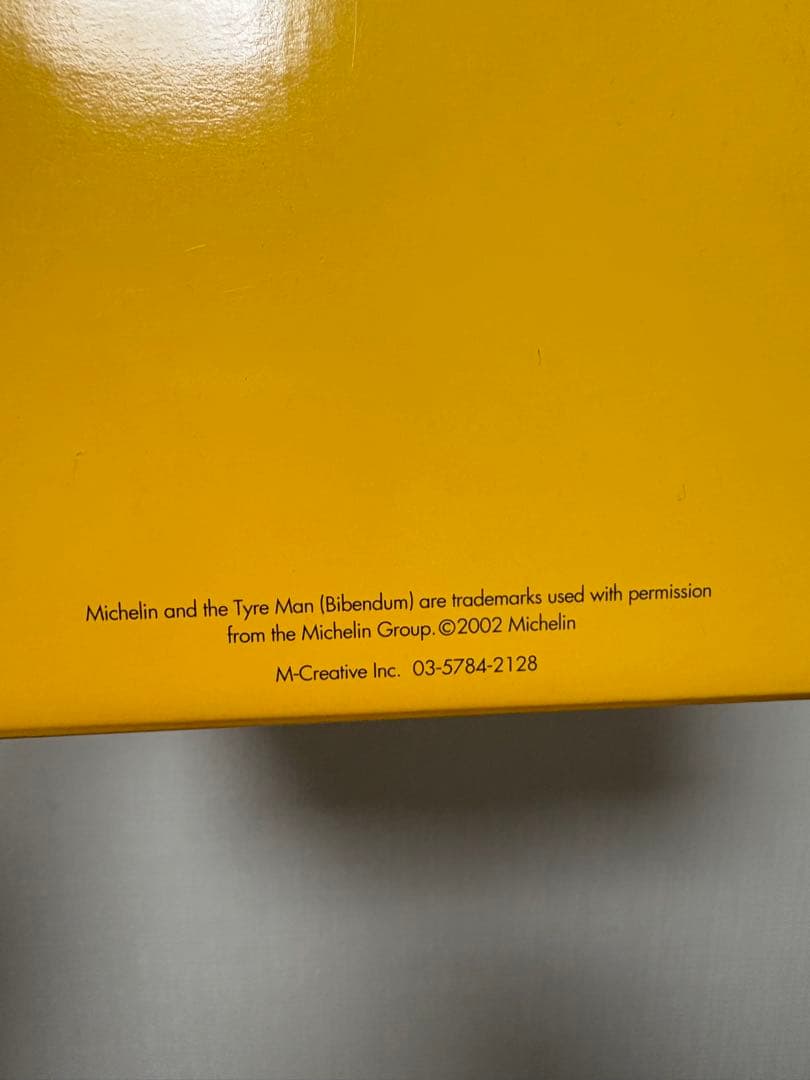 Michelin and the Tyre Man (Bibendum) are trademarks used with permission
from the Michelin Group.©2002 Michelin
M-Creative Inc. 03-5784-2128